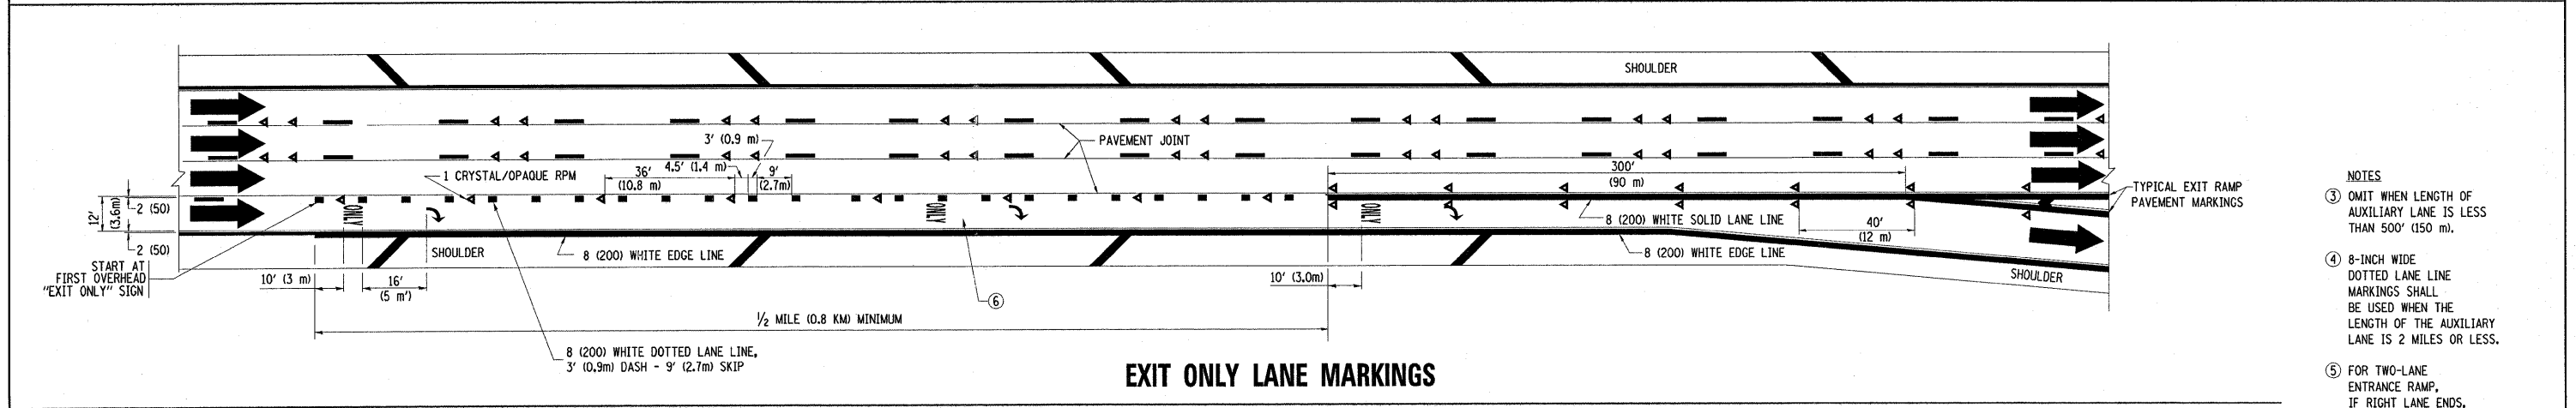 SHOULDER
3' (0.9 m)
PAVEMENT JOINT
1 CRYSTAL/OPAQUE RPM
36'
(10.8 m)
4.5' (1.4 m)
9'
(2.7m)
300'
(90 m)
12'
(3.6m)
2 (50)
2 (50)
ONLY
ONLY
ONLY
8 (200) WHITE SOLID LANE LINE
40'
(12 m)
TYPICAL EXIT RAMP
PAVEMENT MARKINGS
SHOULDER
8 (200) WHITE EDGE LINE
8 (200) WHITE EDGE LINE
SHOULDER
START AT
FIRST OVERHEAD
"EXIT ONLY" SIGN
10' (3 m)
16'
(5 m')
⑥
10' (3.0m)
1/2 MILE (0.8 KM) MINIMUM
8 (200) WHITE DOTTED LANE LINE,
3' (0.9m) DASH - 9' (2.7m) SKIP
EXIT ONLY LANE MARKINGS
NOTES
③ OMIT WHEN LENGTH OF
AUXILIARY LANE IS LESS
THAN 500' (150 m).
④ 8-INCH WIDE
DOTTED LANE LINE
MARKINGS SHALL
BE USED WHEN THE
LENGTH OF THE AUXILIARY
LANE IS 2 MILES OR LESS.
⑤ FOR TWO-LANE
ENTRANCE RAMP,
IF RIGHT LANE ENDS,